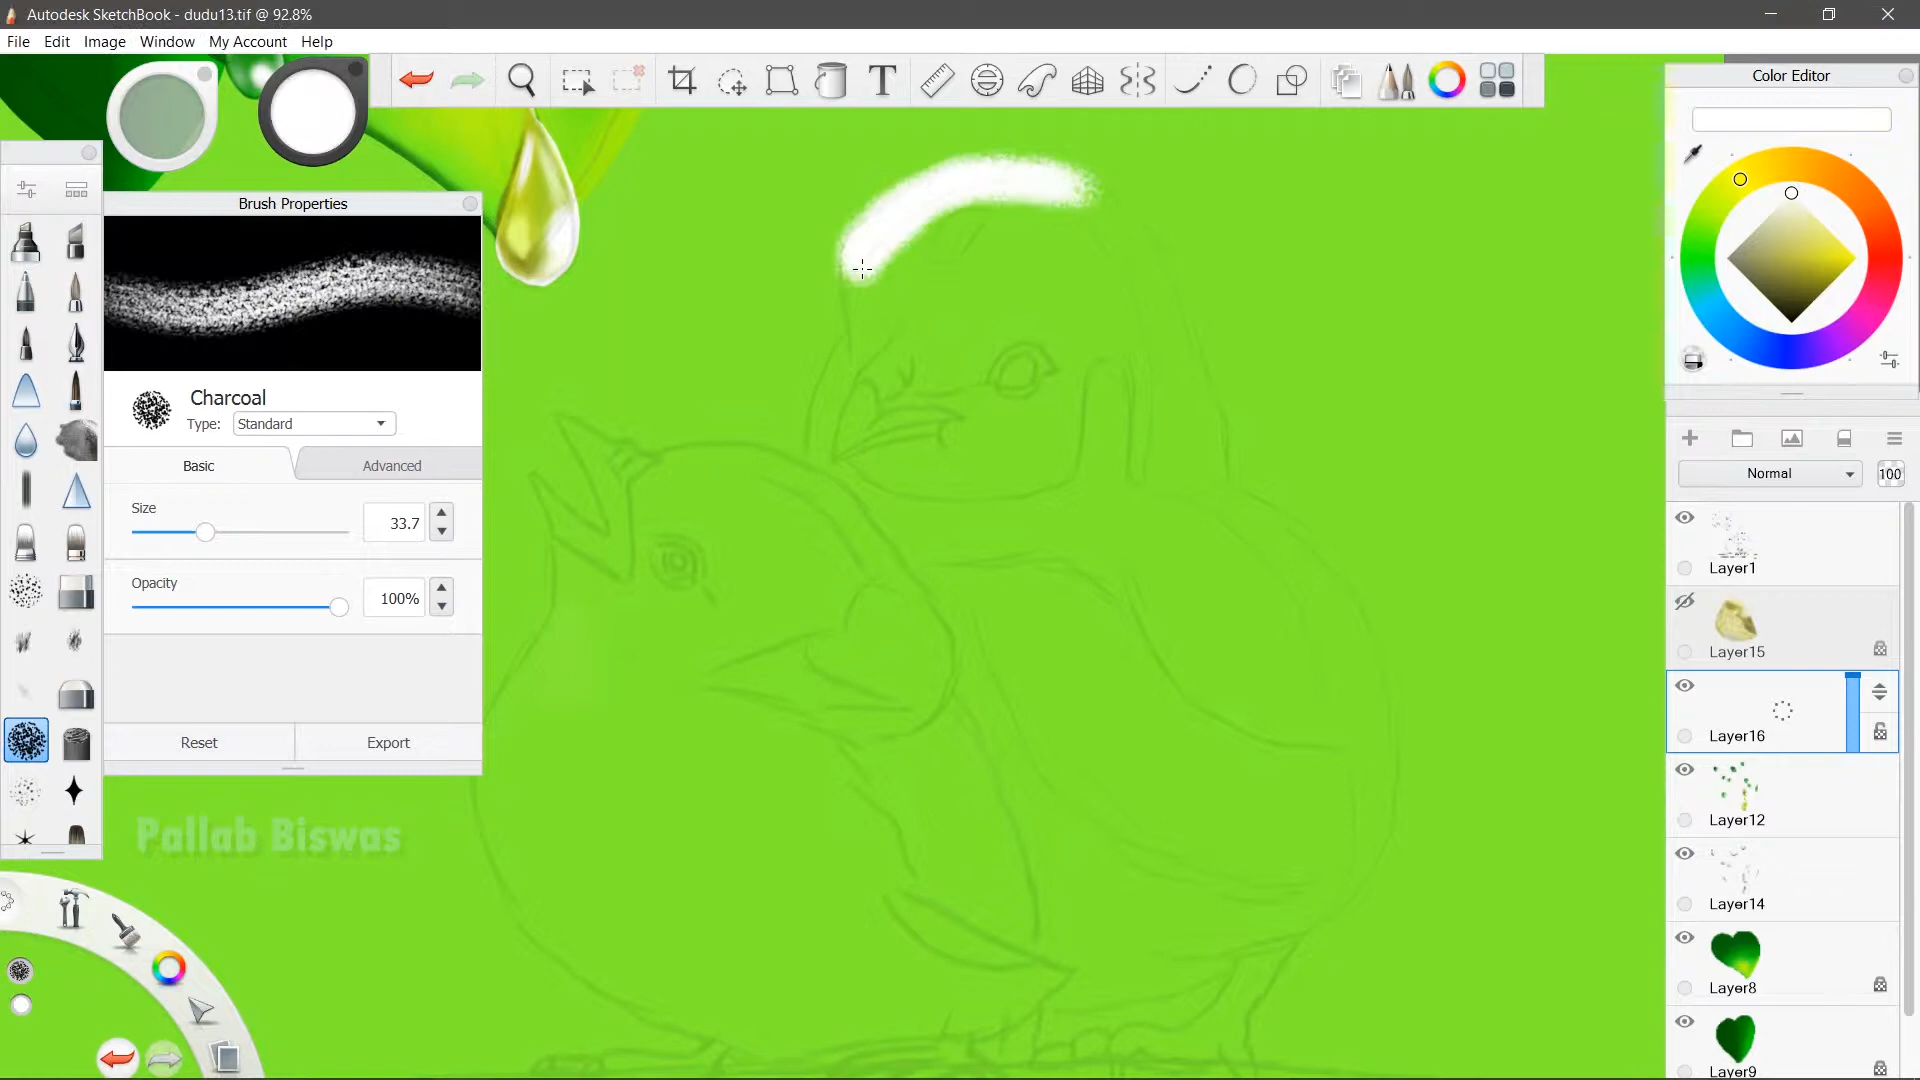 Autodesk SketchBook - dudu13.tif @ 92.8%
File Edit Image Window My Account Help
T
Color Editor
Brush Properties
Charcoal
Type: Standard
Basic Advanced
Size
33.7
Opacity
100%
Reset Export
Pallab Biswas
Normal 100
Layer1
Layer15
Layer16
Layer12
Layer14
Layer8
Layer9